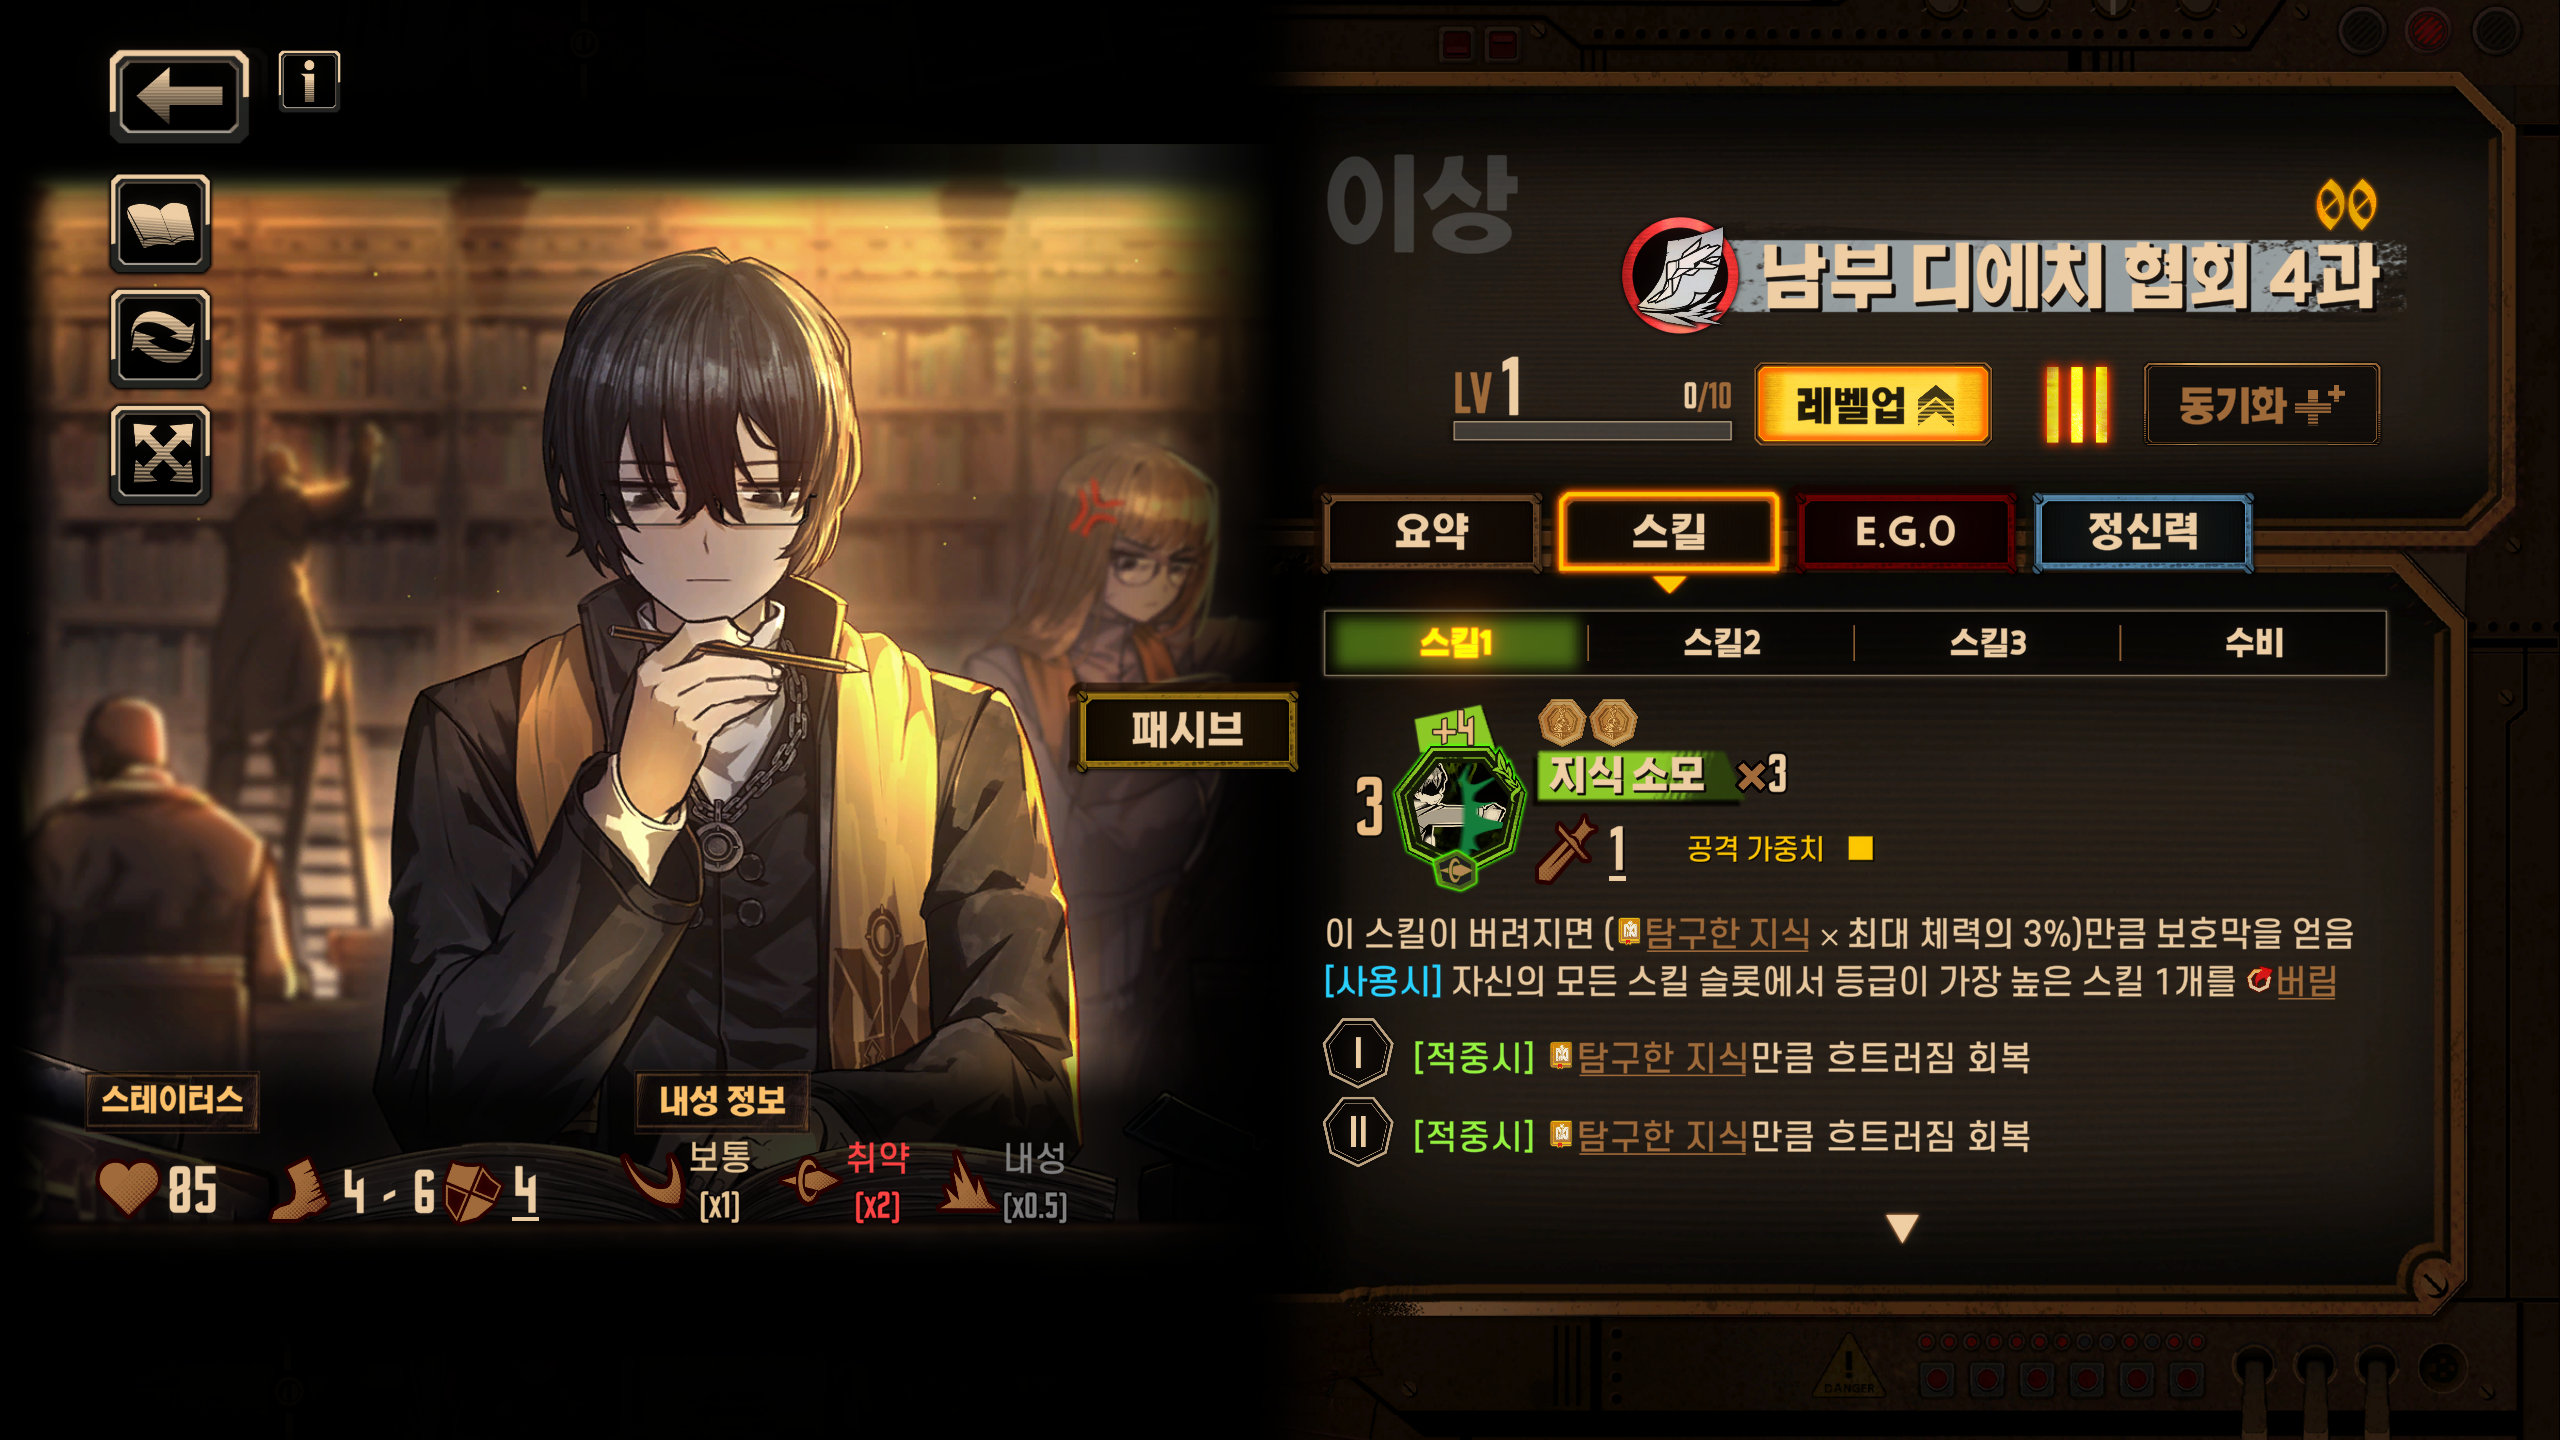 이상
남부 디에치 협회 4과
LV 1
0/10
레벨업
동기화
요약
스킬
E.G.O
정신력
스킬1
스킬2
스킬3
수비
패시브
+4
3
지식 소모 ×3
1
공격 가중치
이 스킬이 버려지면 (탐구한 지식 × 최대 체력의 3%)만큼 보호막을 얻음
[사용시] 자신의 모든 스킬 슬롯에서 등급이 가장 높은 스킬 1개를 버림
I [적중시] 탐구한 지식만큼 흐트러짐 회복
II [적중시] 탐구한 지식만큼 흐트러짐 회복
스테이터스
85
4 - 6
4
내성 정보
보통
[x1]
취약
[x2]
내성
[x0.5]
DANGER